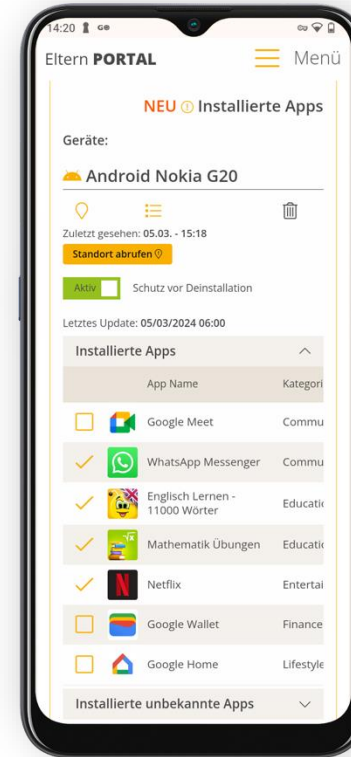 14:20
Eltern PORTAL
Menü
NEU Installierte Apps
Geräte:
Android Nokia G20
Zuletzt gesehen: 05.03. - 15:18
Standort abrufen
Aktiv
Schutz vor Deinstallation
Letztes Update: 05/03/2024 06:00
Installierte Apps
App Name
Kategori
Google Meet
Commu
WhatsApp Messenger
Commu
Englisch Lernen -
11000 Wörter
Educatio
Mathematik Übungen
Educatio
Netflix
Entertai
Google Wallet
Finance
Google Home
Lifestyle
Installierte unbekannte Apps